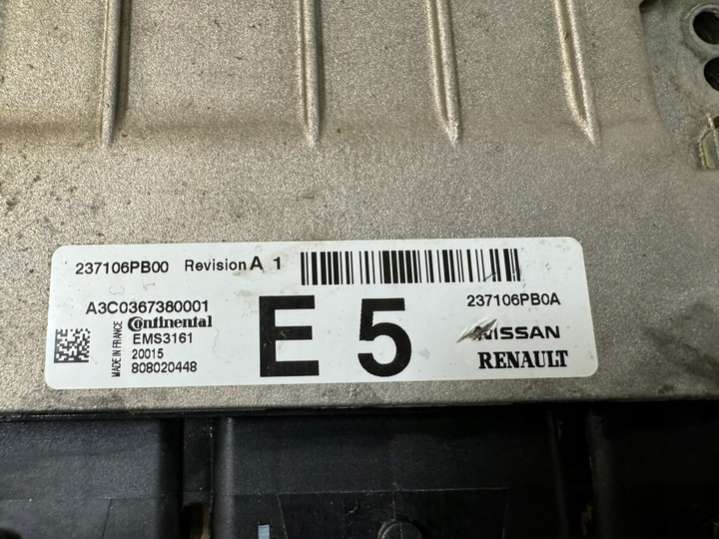 237106PB00 Revision A 1
A3C0367380001
237106PB0A
MADE IN FRANCE
Continental
EMS3161
20015
808020448
E 5
NISSAN
RENAULT